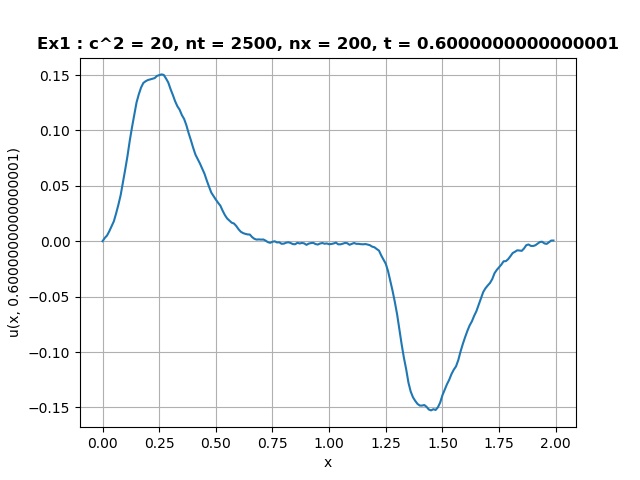 Ex1 : c^2 = 20, nt = 2500, nx = 200, t = 0.6000000000000001
0.15
0.10
0.05
0.00
−0.05
−0.10
−0.15
u(x, 0.6000000000000001)
0.00 0.25 0.50 0.75 1.00 1.25 1.50 1.75 2.00
x